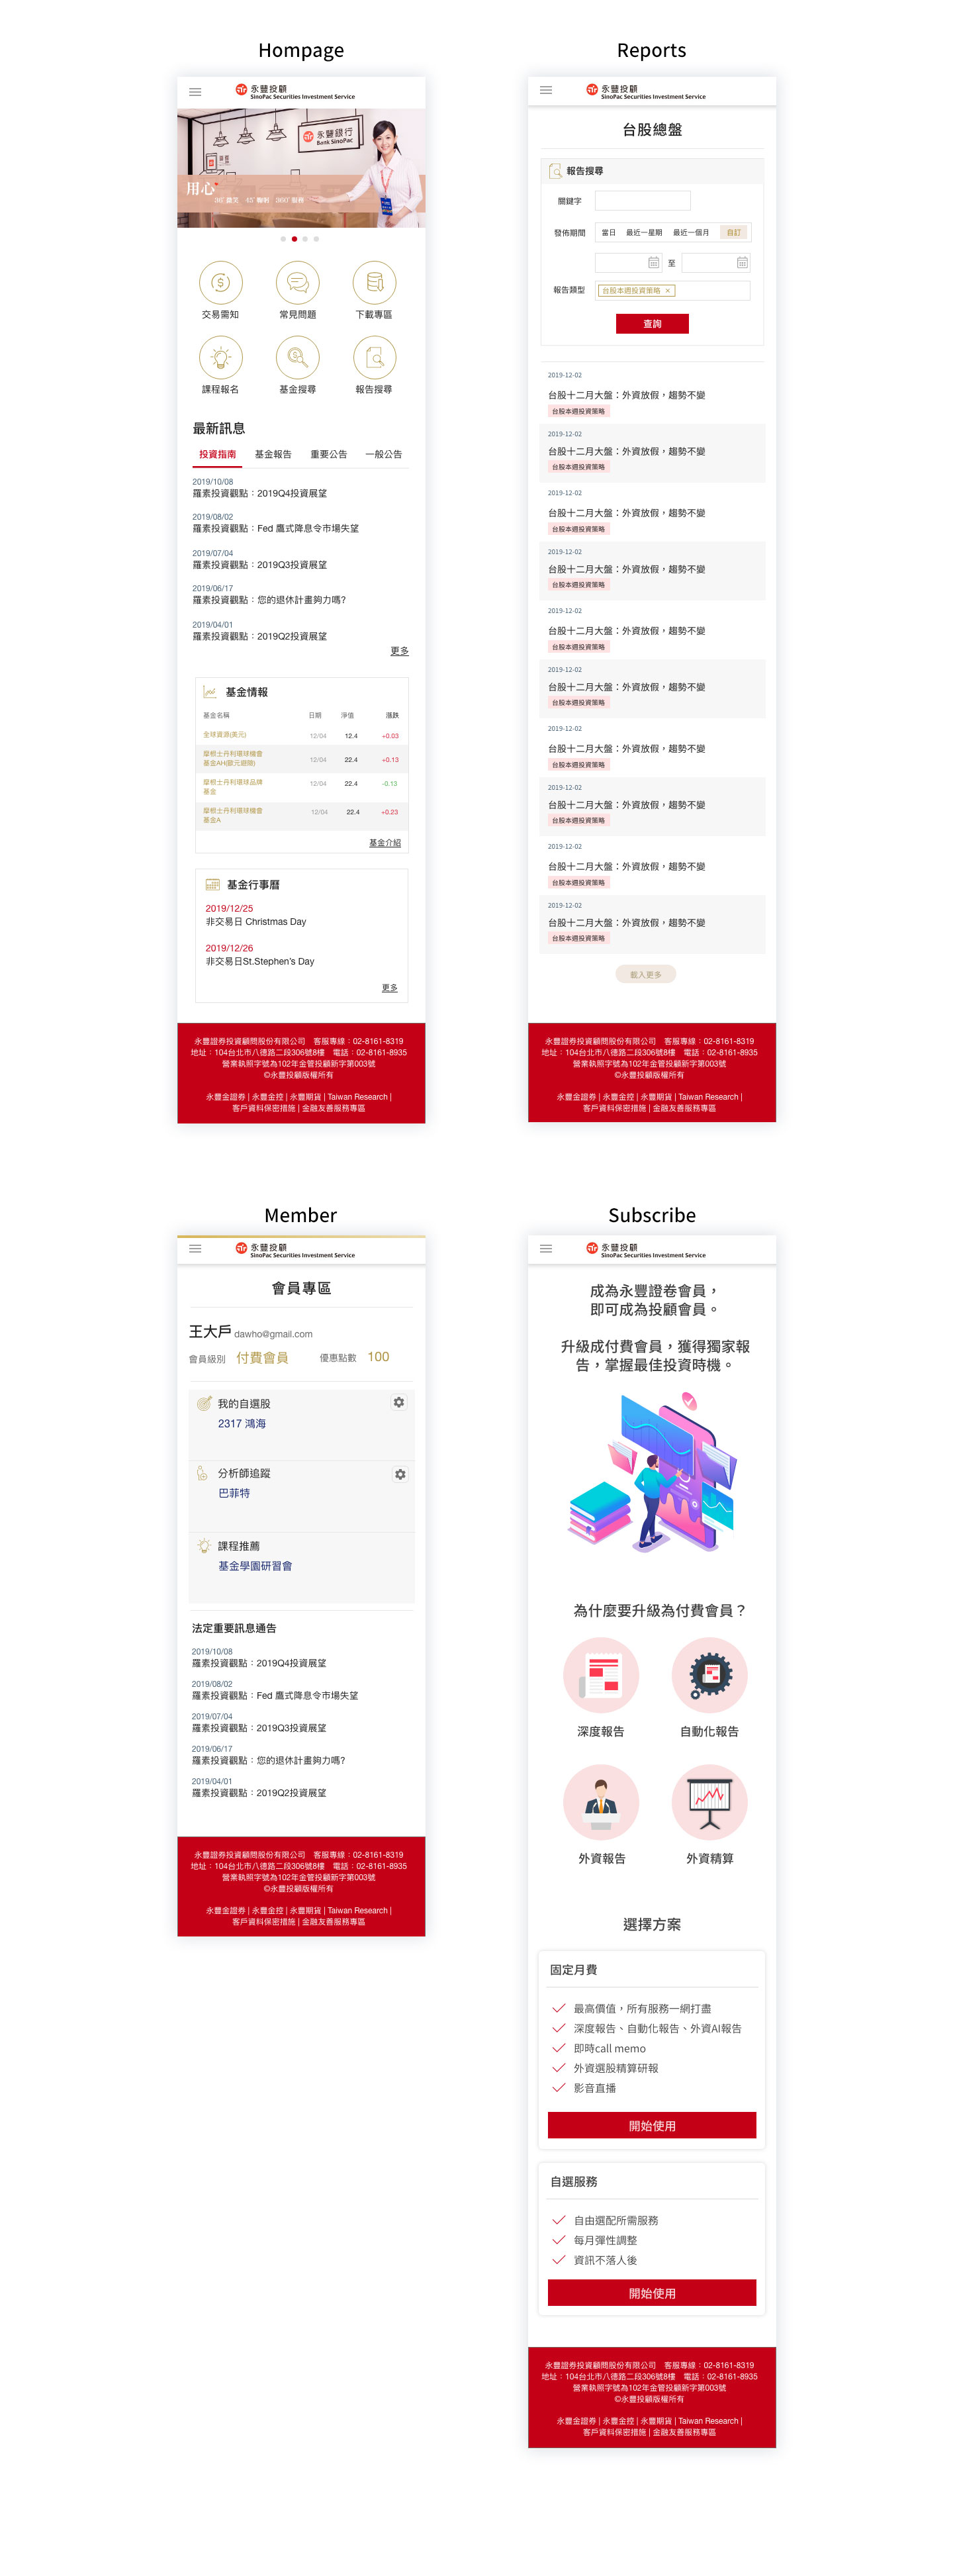 Hompage
永豐投顧
SinoPac Securities Investment Service
永豐銀行
Bank SinoPac
用心
交易需知
常見問題
下載專區
課程報名
基金搜尋
報告搜尋
最新訊息
投資指南 基金報告 重要公告 一般公告
2019/10/08
羅素投資觀點：2019Q4投資展望
2019/08/02
羅素投資觀點：Fed 鷹式降息令市場失望
2019/07/04
羅素投資觀點：2019Q3投資展望
2019/06/17
羅素投資觀點：您的退休計畫夠力嗎?
2019/04/01
羅素投資觀點：2019Q2投資展望
更多
基金情報
基金名稱 日期 淨值 漲跌
全球資源(美元) 12/04 12.4 +0.03
摩根士丹利環球機會
基金AH(歐元避險) 12/04 22.4 +0.13
摩根士丹利環球品牌
基金 12/04 22.4 -0.13
摩根士丹利環球機會
基金A 12/04 22.4 +0.23
基金介紹
基金行事曆
2019/12/25
非交易日 Christmas Day
2019/12/26
非交易日St.Stephen's Day
更多
永豐證券投資顧問股份有限公司 客服專線：02-8161-8319
地址：104台北市八德路二段306號8樓 電話：02-8161-8935
營業執照字號為102年金管投顧新字第003號
©永豐投顧版權所有
永豐金證券 | 永豐金控 | 永豐期貨 | Taiwan Research |
客戶資料保密措施 | 金融友善服務專區
Reports
永豐投顧
SinoPac Securities Investment Service
台股總盤
報告搜尋
關鍵字
發佈期間 當日 最近一星期 最近一個月 自訂
至
報告類型 台股本週投資策略 ×
查詢
2019-12-02
台股十二月大盤：外資放假，趨勢不變
台股本週投資策略
2019-12-02
台股十二月大盤：外資放假，趨勢不變
台股本週投資策略
2019-12-02
台股十二月大盤：外資放假，趨勢不變
台股本週投資策略
2019-12-02
台股十二月大盤：外資放假，趨勢不變
台股本週投資策略
2019-12-02
台股十二月大盤：外資放假，趨勢不變
台股本週投資策略
2019-12-02
台股十二月大盤：外資放假，趨勢不變
台股本週投資策略
2019-12-02
台股十二月大盤：外資放假，趨勢不變
台股本週投資策略
2019-12-02
台股十二月大盤：外資放假，趨勢不變
台股本週投資策略
2019-12-02
台股十二月大盤：外資放假，趨勢不變
台股本週投資策略
2019-12-02
台股十二月大盤：外資放假，趨勢不變
台股本週投資策略
載入更多
永豐證券投資顧問股份有限公司 客服專線：02-8161-8319
地址：104台北市八德路二段306號8樓 電話：02-8161-8935
營業執照字號為102年金管投顧新字第003號
©永豐投顧版權所有
永豐金證券 | 永豐金控 | 永豐期貨 | Taiwan Research |
客戶資料保密措施 | 金融友善服務專區
Member
永豐投顧
SinoPac Securities Investment Service
會員專區
王大戶 dawho@gmail.com
會員級別 付費會員 優惠點數 100
我的自選股
2317 鴻海
分析師追蹤
巴菲特
課程推薦
基金學園研習會
法定重要訊息通告
2019/10/08
羅素投資觀點：2019Q4投資展望
2019/08/02
羅素投資觀點：Fed 鷹式降息令市場失望
2019/07/04
羅素投資觀點：2019Q3投資展望
2019/06/17
羅素投資觀點：您的退休計畫夠力嗎?
2019/04/01
羅素投資觀點：2019Q2投資展望
永豐證券投資顧問股份有限公司 客服專線：02-8161-8319
地址：104台北市八德路二段306號8樓 電話：02-8161-8935
營業執照字號為102年金管投顧新字第003號
©永豐投顧版權所有
永豐金證券 | 永豐金控 | 永豐期貨 | Taiwan Research |
客戶資料保密措施 | 金融友善服務專區
Subscribe
永豐投顧
SinoPac Securities Investment Service
成為永豐證卷會員，
即可成為投顧會員。
升級成付費會員，獲得獨家報
告，掌握最佳投資時機。
為什麼要升級為付費會員？
深度報告
自動化報告
外資報告
外資精算
選擇方案
固定月費
最高價值，所有服務一網打盡
深度報告、自動化報告、外資AI報告
即時call memo
外資選股精算研報
影音直播
開始使用
自選服務
自由選配所需服務
每月彈性調整
資訊不落人後
開始使用
永豐證券投資顧問股份有限公司 客服專線：02-8161-8319
地址：104台北市八德路二段306號8樓 電話：02-8161-8935
營業執照字號為102年金管投顧新字第003號
©永豐投顧版權所有
永豐金證券 | 永豐金控 | 永豐期貨 | Taiwan Research |
客戶資料保密措施 | 金融友善服務專區